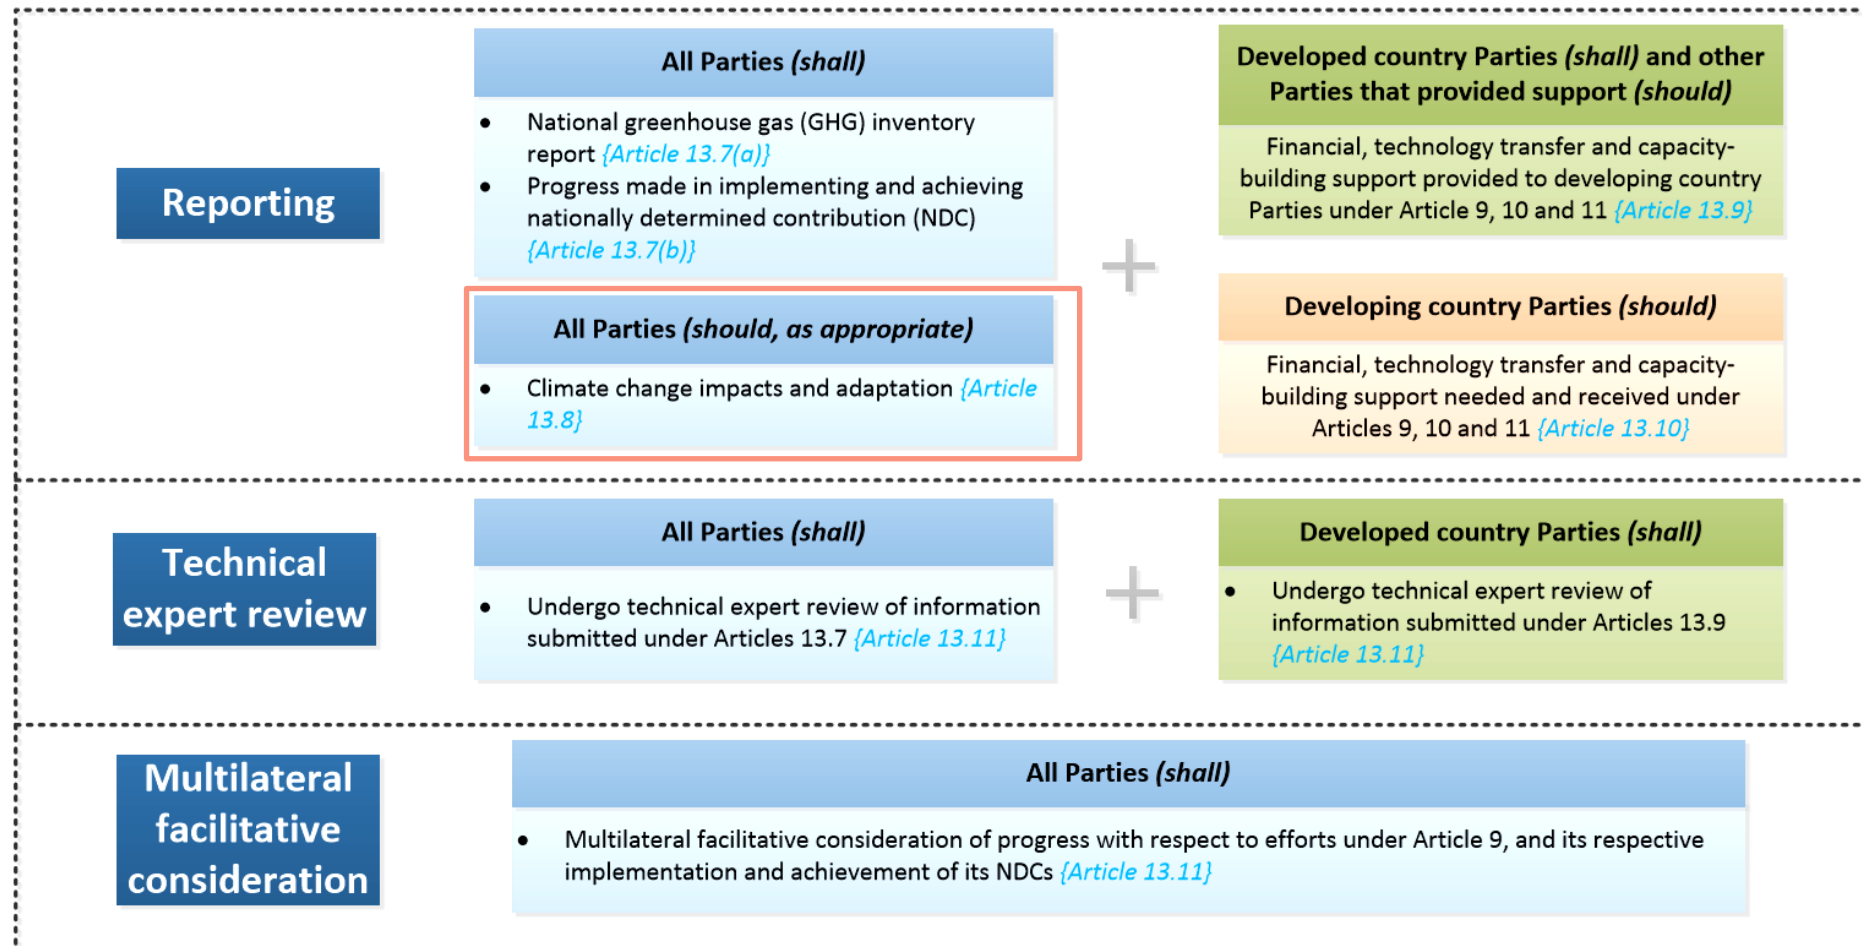 Reporting
All Parties (shall)
• National greenhouse gas (GHG) inventory
report {Article 13.7(a)}
• Progress made in implementing and achieving
nationally determined contribution (NDC)
{Article 13.7(b)}
All Parties (should, as appropriate)
• Climate change impacts and adaptation {Article
13.8}
+
Developed country Parties (shall) and other
Parties that provided support (should)
Financial, technology transfer and capacity-
building support provided to developing country
Parties under Article 9, 10 and 11 {Article 13.9}
Developing country Parties (should)
Financial, technology transfer and capacity-
building support needed and received under
Articles 9, 10 and 11 {Article 13.10}
Technical
expert review
All Parties (shall)
• Undergo technical expert review of information
submitted under Articles 13.7 {Article 13.11}
+
Developed country Parties (shall)
• Undergo technical expert review of
information submitted under Articles 13.9
{Article 13.11}
Multilateral
facilitative
consideration
All Parties (shall)
• Multilateral facilitative consideration of progress with respect to efforts under Article 9, and its respective
implementation and achievement of its NDCs {Article 13.11}